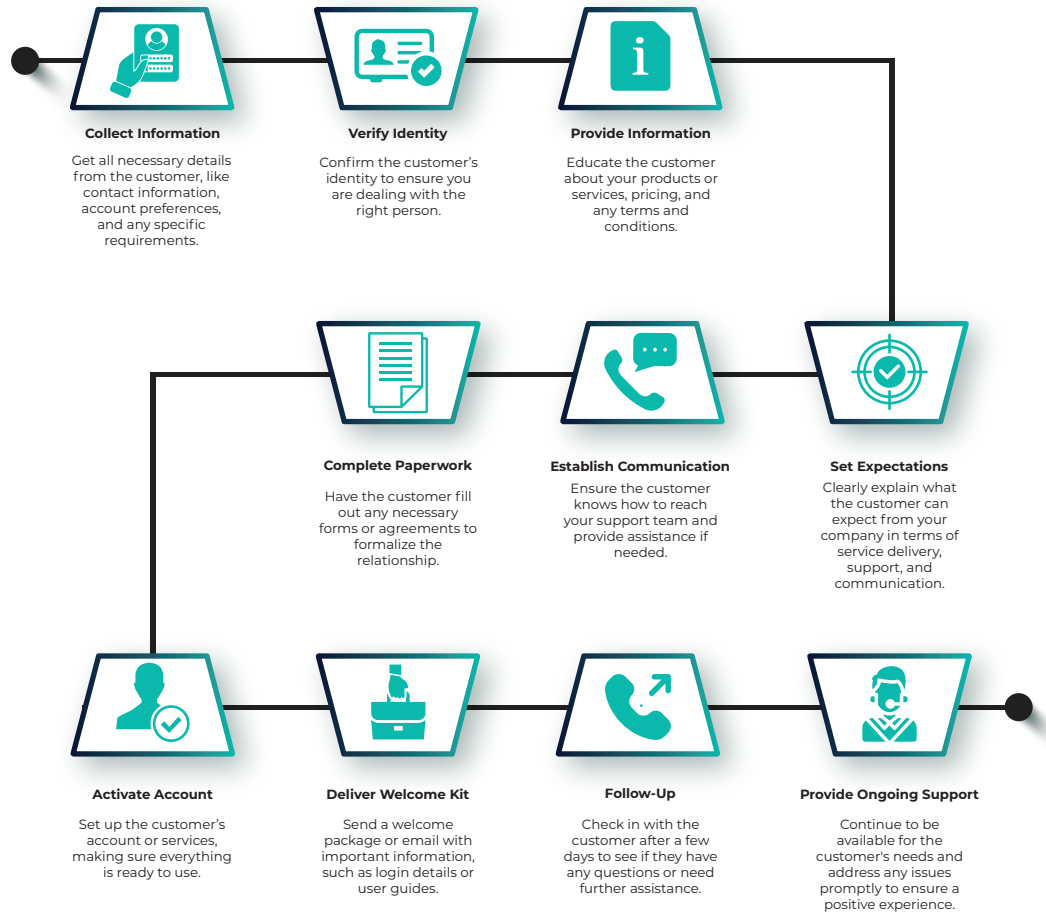 i
Collect Information
Get all necessary details
from the customer, like
contact information,
account preferences,
and any specific
requirements.
Verify Identity
Confirm the customer’s
identity to ensure you
are dealing with the
right person.
Provide Information
Educate the customer
about your products or
services, pricing, and
any terms and
conditions.
Set Expectations
Clearly explain what
the customer can
expect from your
company in terms of
service delivery,
support, and
communication.
Establish Communication
Ensure the customer
knows how to reach
your support team and
provide assistance if
needed.
Complete Paperwork
Have the customer fill
out any necessary
forms or agreements to
formalize the
relationship.
Activate Account
Set up the customer’s
account or services,
making sure everything
is ready to use.
Deliver Welcome Kit
Send a welcome
package or email with
important information,
such as login details or
user guides.
Follow-Up
Check in with the
customer after a few
days to see if they have
any questions or need
further assistance.
Provide Ongoing Support
Continue to be
available for the
customer's needs and
address any issues
promptly to ensure a
positive experience.